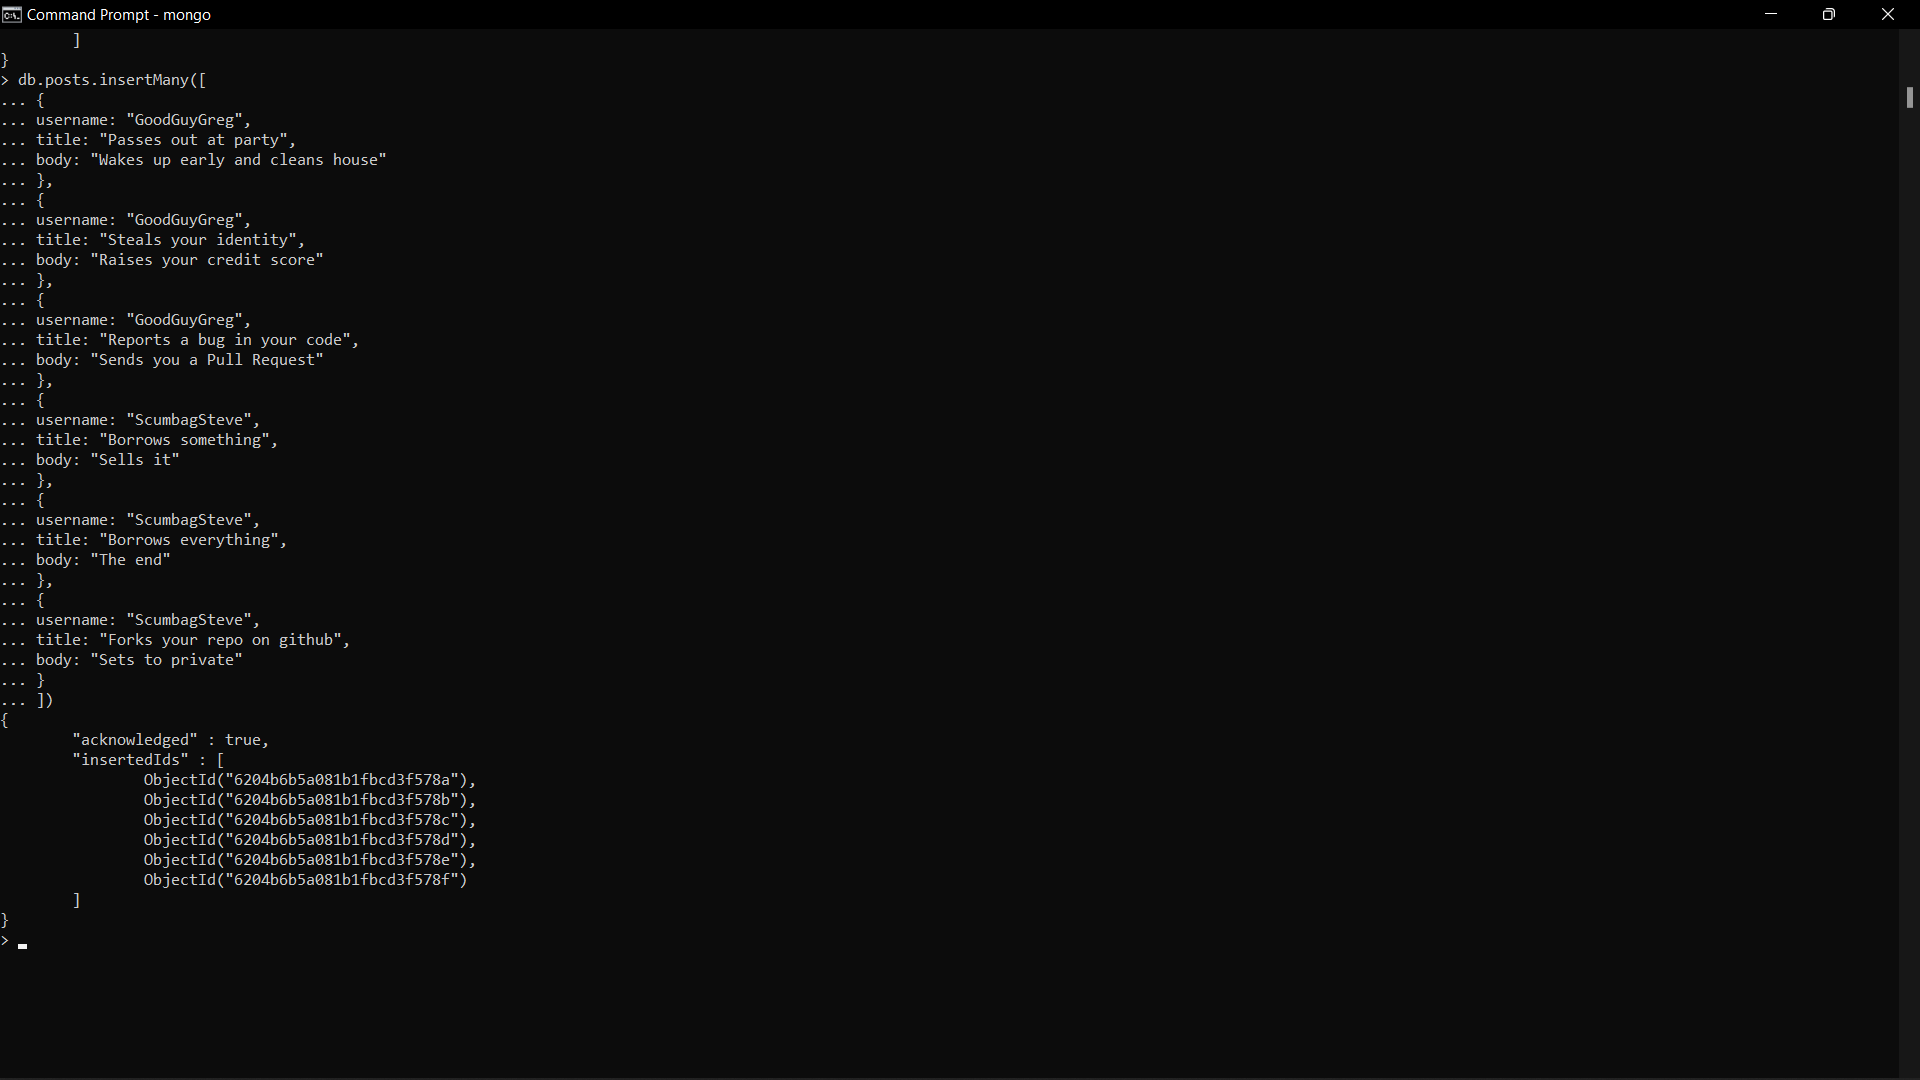 Command Prompt - mongo
        ]
}
> db.posts.insertMany([
... {
... username: "GoodGuyGreg",
... title: "Passes out at party",
... body: "Wakes up early and cleans house"
... },
... {
... username: "GoodGuyGreg",
... title: "Steals your identity",
... body: "Raises your credit score"
... },
... {
... username: "GoodGuyGreg",
... title: "Reports a bug in your code",
... body: "Sends you a Pull Request"
... },
... {
... username: "ScumbagSteve",
... title: "Borrows something",
... body: "Sells it"
... },
... {
... username: "ScumbagSteve",
... title: "Borrows everything",
... body: "The end"
... },
... {
... username: "ScumbagSteve",
... title: "Forks your repo on github",
... body: "Sets to private"
... }
... ])
{
        "acknowledged" : true,
        "insertedIds" : [
                ObjectId("6204b6b5a081b1fbcd3f578a"),
                ObjectId("6204b6b5a081b1fbcd3f578b"),
                ObjectId("6204b6b5a081b1fbcd3f578c"),
                ObjectId("6204b6b5a081b1fbcd3f578d"),
                ObjectId("6204b6b5a081b1fbcd3f578e"),
                ObjectId("6204b6b5a081b1fbcd3f578f")
        ]
}
>